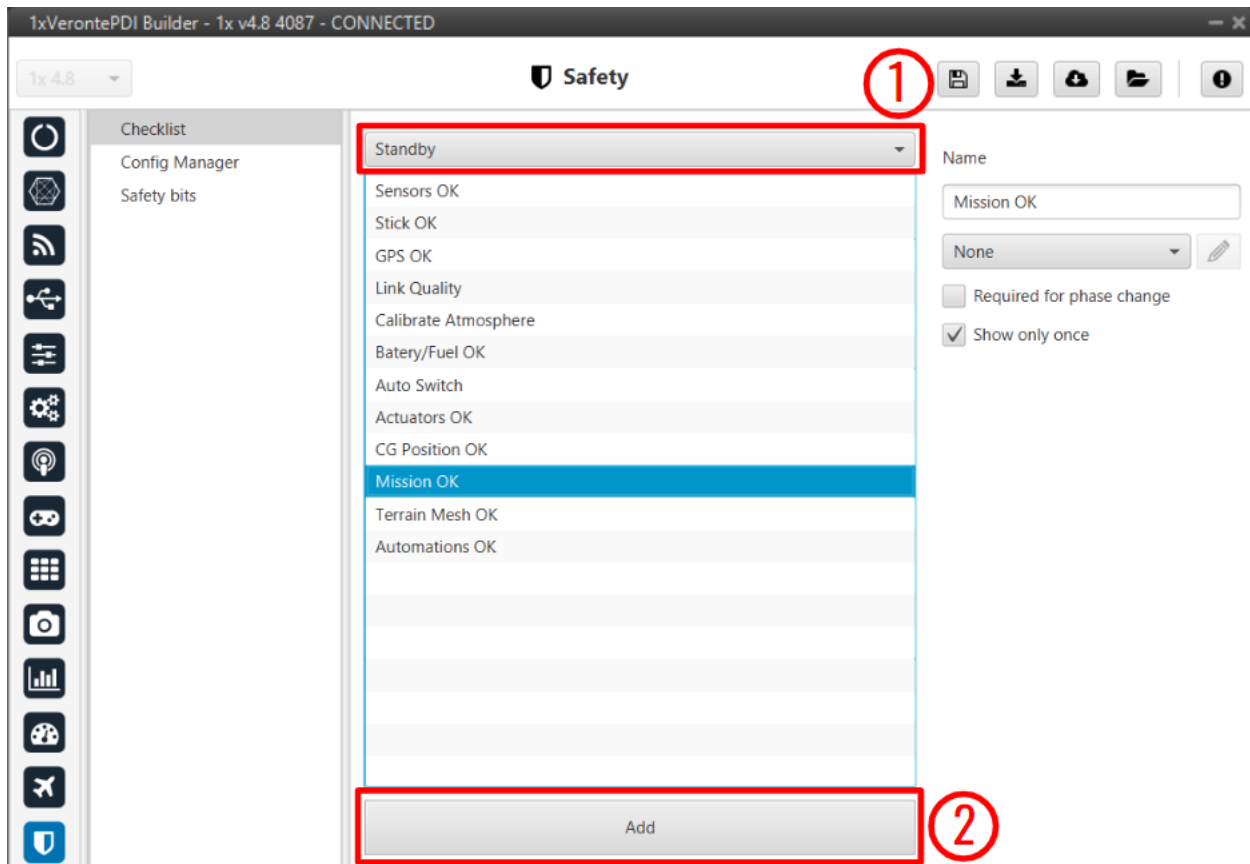 1xVerontePDI Builder - 1x v4.8 4087 - CONNECTED
1x 4.8
Safety
1
Checklist
Config Manager
Safety bits
Standby
Sensors OK
Stick OK
GPS OK
Link Quality
Calibrate Atmosphere
Batery/Fuel OK
Auto Switch
Actuators OK
CG Position OK
Mission OK
Terrain Mesh OK
Automations OK
Add
2
Name
Mission OK
None
Required for phase change
Show only once